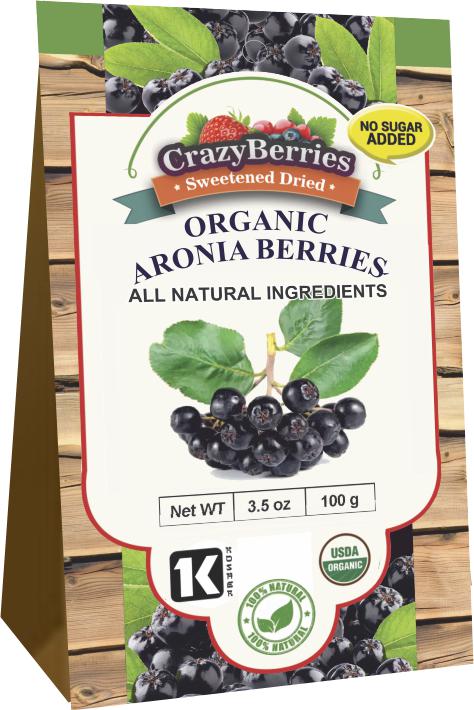 NO SUGAR
ADDED
CrazyBerries
Sweetened Dried
ORGANIC
ARONIA BERRIES
ALL NATURAL INGREDIENTS
Net WT 3.5 oz 100 g
1K KOSHER
USDA
ORGANIC
100% NATURAL
100% NATURAL